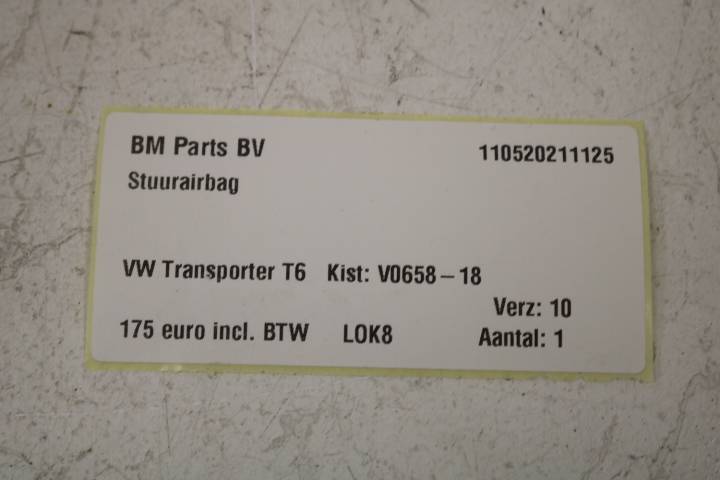 BM Parts BV 110520211125
Stuurairbag
VW Transporter T6 Kist: V0658-18
Verz: 10
175 euro incl. BTW LOK8 Aantal: 1